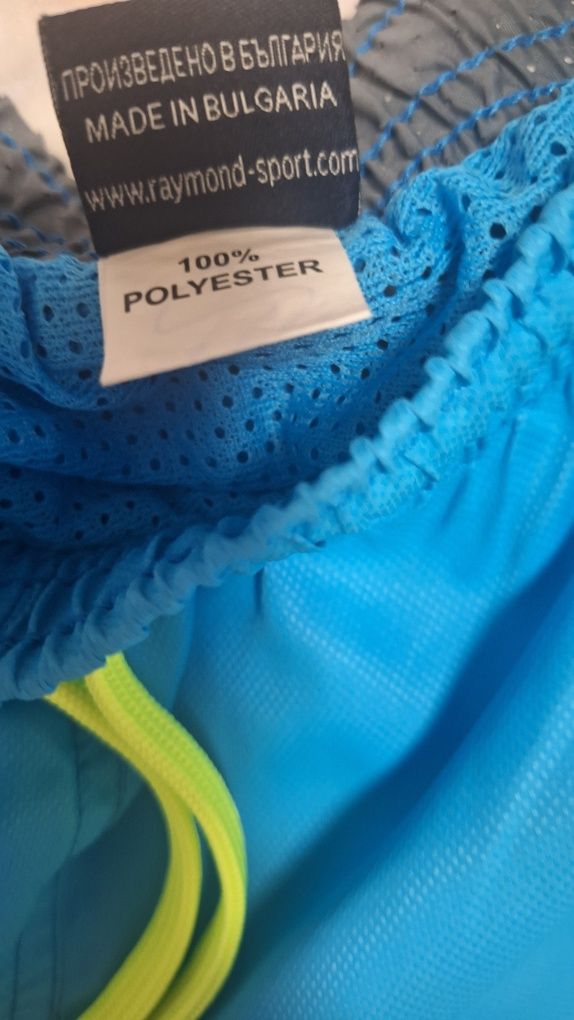 ПРОИЗВЕДЕНО В БЪЛГАРИЯ
MADE IN BULGARIA
www.raymond-sport.com
100%
POLYESTER